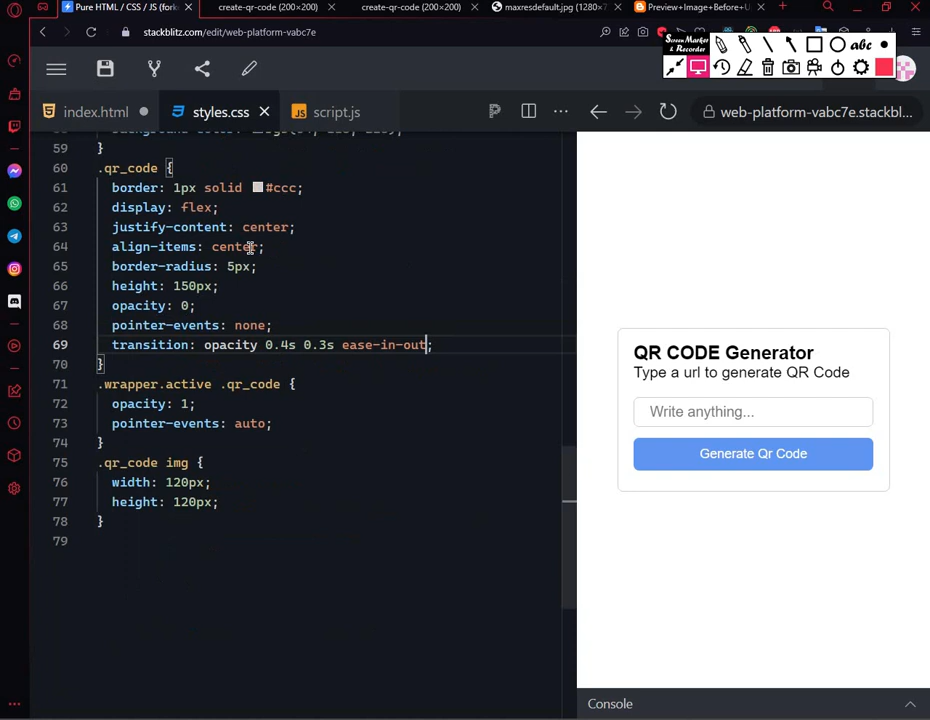 Pure HTML / CSS / JS (fork
create-qr-code (200×200)
create-qr-code (200×200)
maxresdefault.jpg (1280×7
Preview+Image+Before+U
stackblitz.com/edit/web-platform-vabc7e
Screen Marker
& Recorder
abc
index.html
styles.css
script.js
web-platform-vabc7e.stackbl...
59 }
60 .qr_code {
61 border: 1px solid #ccc;
62 display: flex;
63 justify-content: center;
64 align-items: center;
65 border-radius: 5px;
66 height: 150px;
67 opacity: 0;
68 pointer-events: none;
69 transition: opacity 0.4s 0.3s ease-in-out;
70 }
71 .wrapper.active .qr_code {
72 opacity: 1;
73 pointer-events: auto;
74 }
75 .qr_code img {
76 width: 120px;
77 height: 120px;
78 }
79
QR CODE Generator
Type a url to generate QR Code
Write anything...
Generate Qr Code
Console